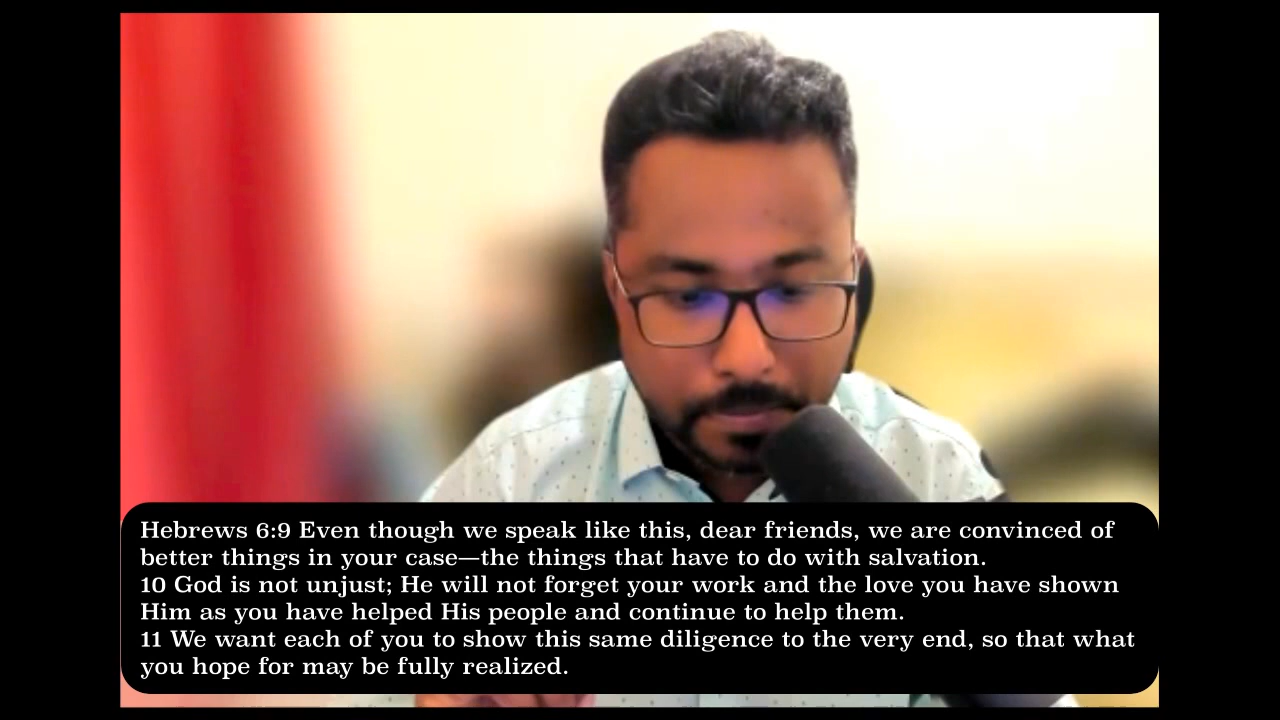 Hebrews 6:9 Even though we speak like this, dear friends, we are convinced of
better things in your case—the things that have to do with salvation.
10 God is not unjust; He will not forget your work and the love you have shown
Him as you have helped His people and continue to help them.
11 We want each of you to show this same diligence to the very end, so that what
you hope for may be fully realized.